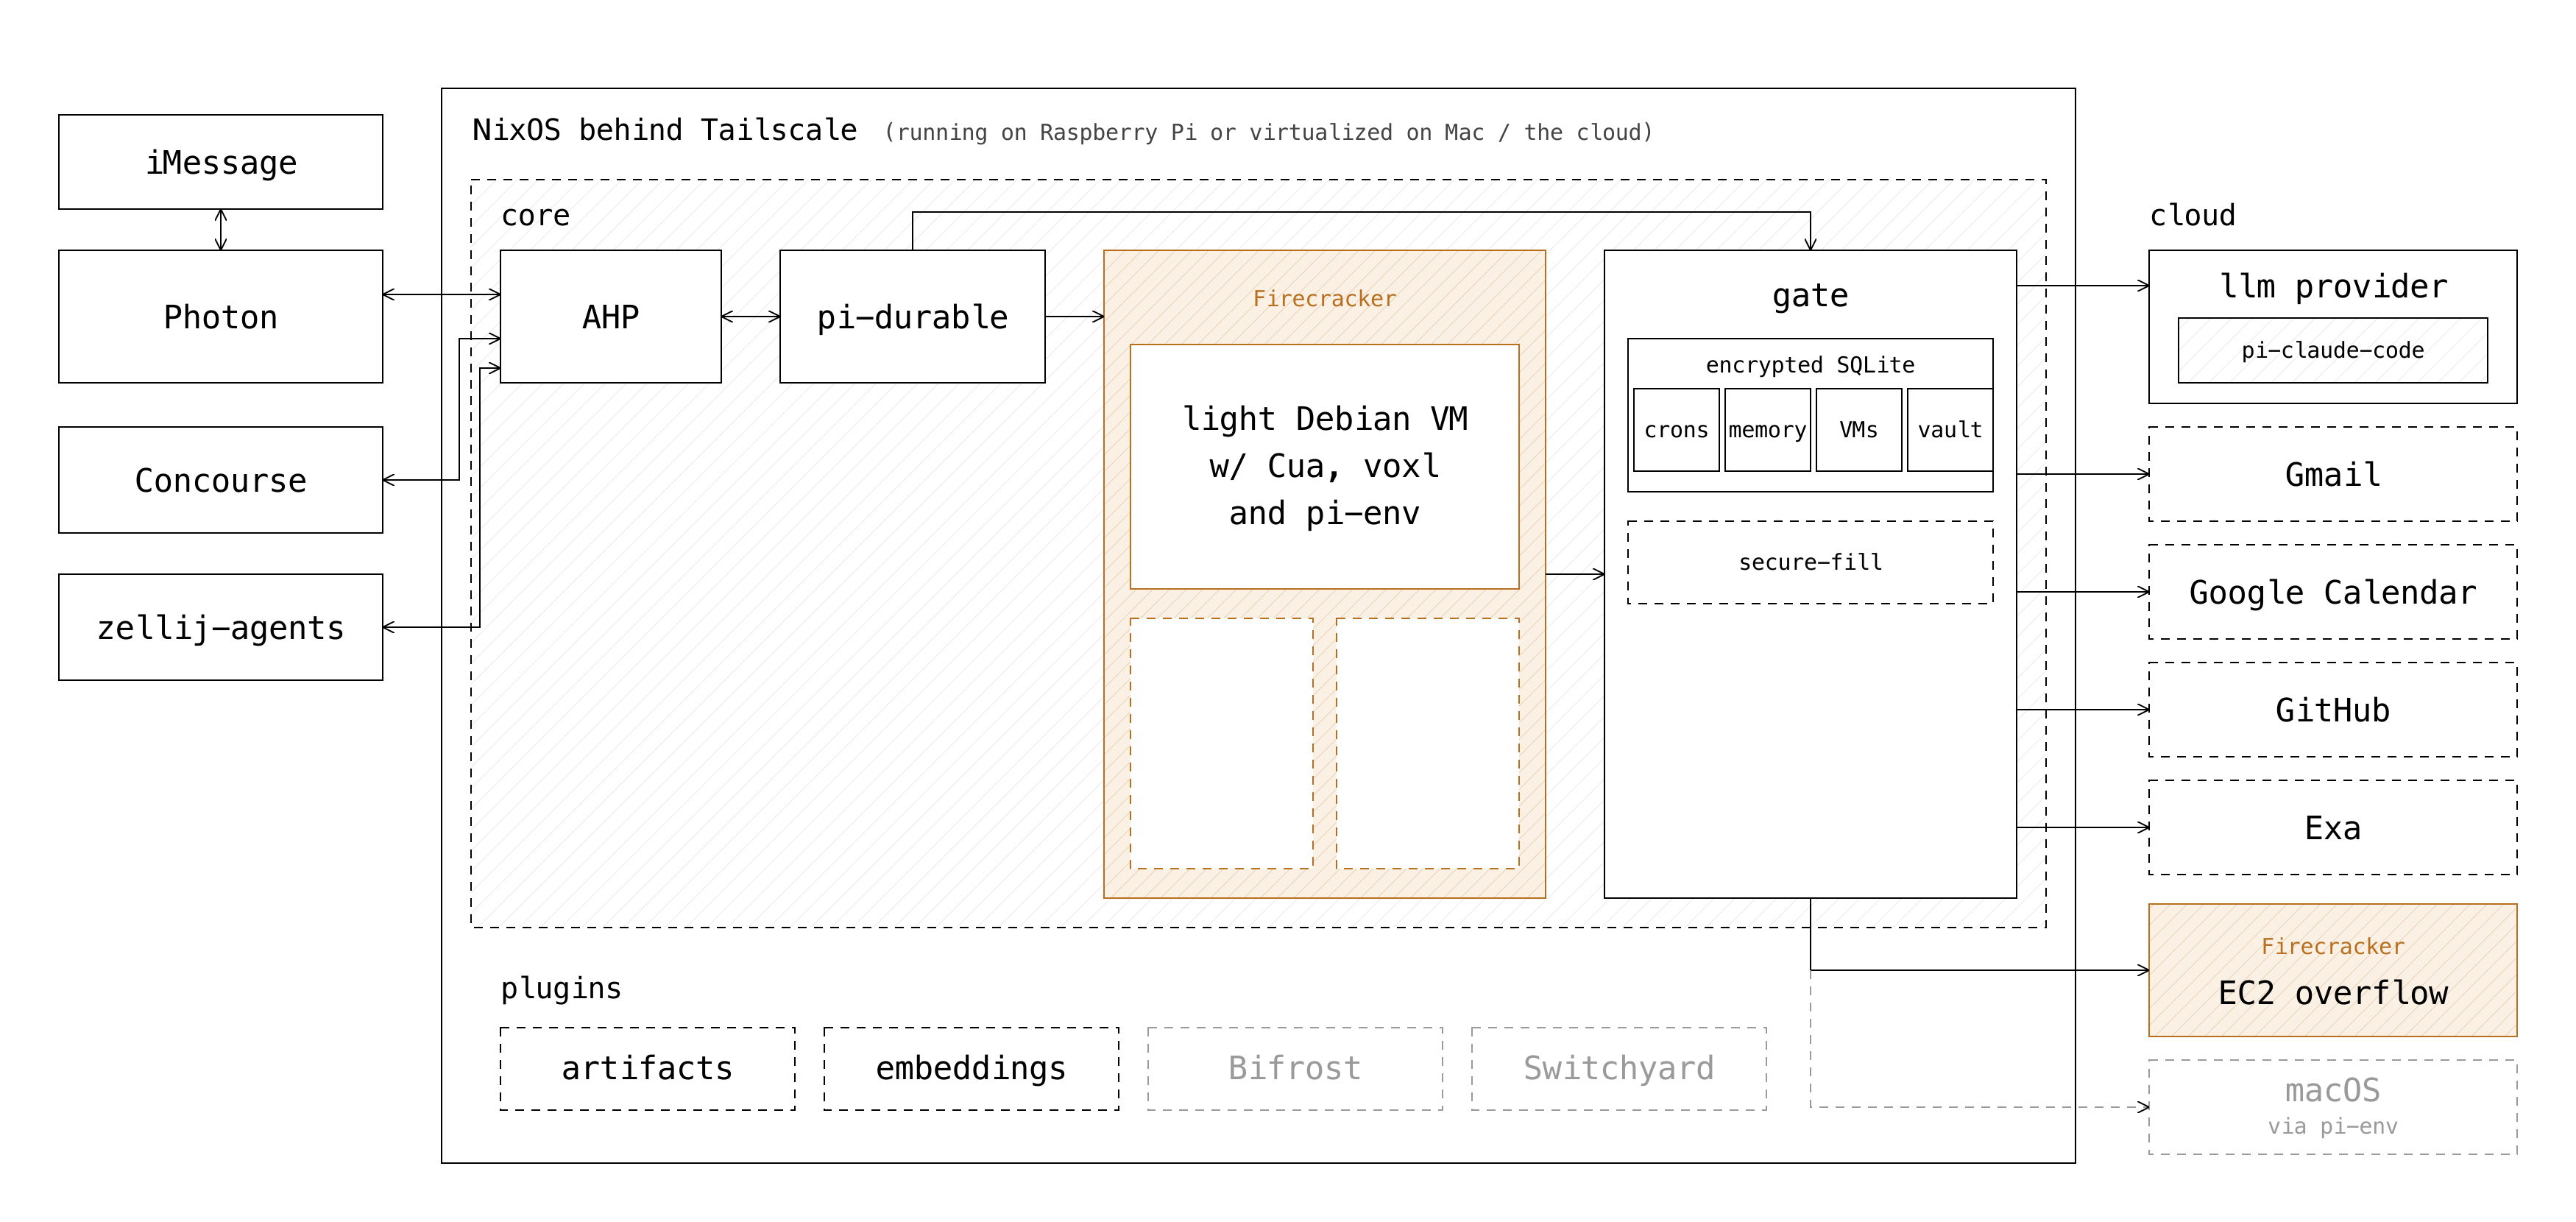 NixOS behind Tailscale (running on Raspberry Pi or virtualized on Mac / the cloud)
iMessage
Photon
Concourse
zellij-agents
core
AHP
pi-durable
Firecracker
light Debian VM
w/ Cua, voxl
and pi-env
gate
encrypted SQLite
crons
memory
VMs
vault
secure-fill
plugins
artifacts
embeddings
Bifrost
Switchyard
cloud
llm provider
pi-claude-code
Gmail
Google Calendar
GitHub
Exa
Firecracker
EC2 overflow
macOS
via pi-env